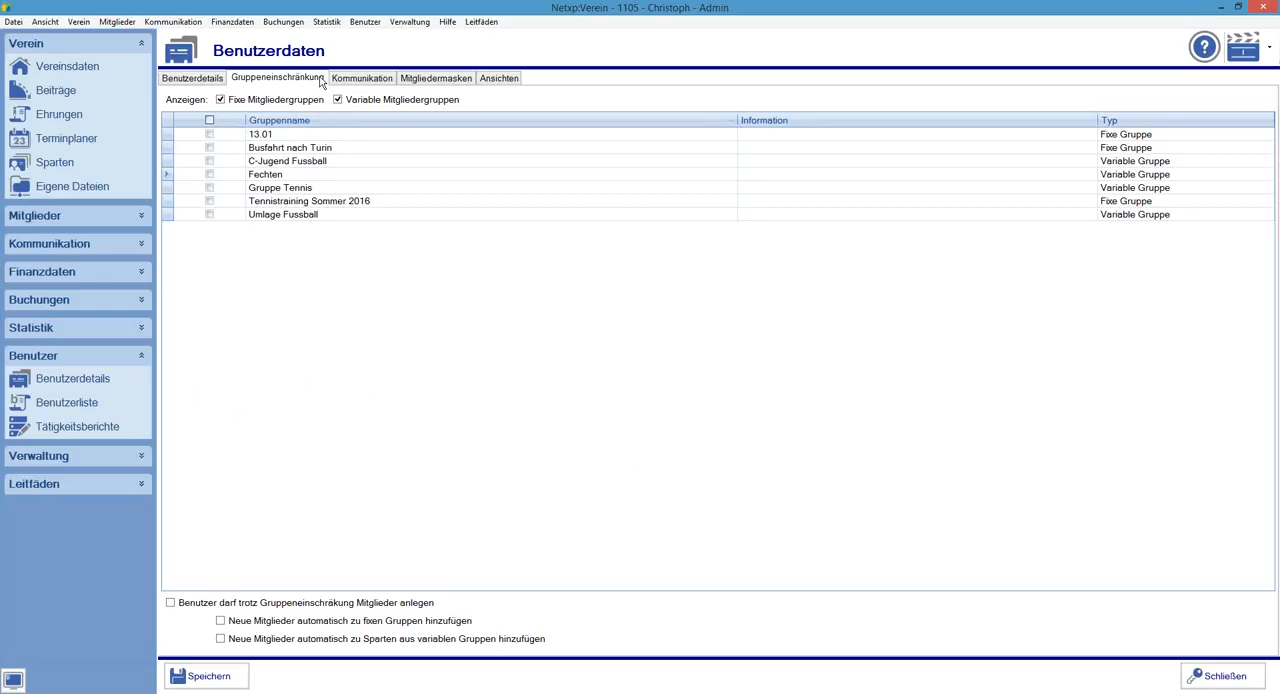 Netxp:Verein - 1105 - Christoph - Admin
Datei Ansicht Verein Mitglieder Kommunikation Finanzdaten Buchungen Statistik Benutzer Verwaltung Hilfe Leitfäden
Verein
Vereinsdaten
Beiträge
Ehrungen
23 Terminplaner
Sparten
Eigene Dateien
Mitglieder
Kommunikation
Finanzdaten
Buchungen
Statistik
Benutzer
Benutzerdetails
Benutzerliste
Tätigkeitsberichte
Verwaltung
Leitfäden
Benutzerdaten
?
Benutzerdetails Gruppeneinschränkung Kommunikation Mitgliedermasken Ansichten
Anzeigen: Fixe Mitgliedergruppen Variable Mitgliedergruppen
Gruppenname Information Typ
13.01 Fixe Gruppe
Busfahrt nach Turin Fixe Gruppe
C-Jugend Fussball Variable Gruppe
Fechten Variable Gruppe
Gruppe Tennis Variable Gruppe
Tennistraining Sommer 2016 Fixe Gruppe
Umlage Fussball Variable Gruppe
Benutzer darf trotz Gruppeneinschräkung Mitglieder anlegen
Neue Mitglieder automatisch zu fixen Gruppen hinzufügen
Neue Mitglieder automatisch zu Sparten aus variablen Gruppen hinzufügen
Speichern Schließen